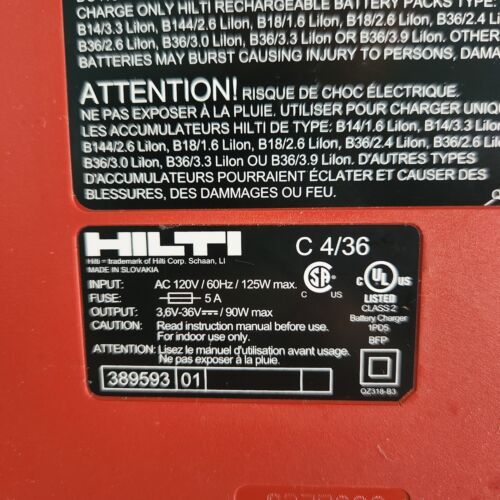 CHARGE ONLY HILTI RECHARGEABLE BATTERY PACKS TYPE:
B14/3.3 LiIon, B144/2.6 LiIon, B18/1.6 LiIon, B18/2.6 LiIon, B36/2.4 Li
B36/2.6 LiIon, B36/3.0 LiIon, B36/3.3 LiIon OR B36/3.9 LiIon. OTHER
BATTERIES MAY BURST CAUSING INJURY TO PERSONS, DAMA
ATTENTION! RISQUE DE CHOC ÉLECTRIQUE.
NE PAS EXPOSER À LA PLUIE. UTILISER POUR CHARGER UNIQU
LES ACCUMULATEURS HILTI DE TYPE: B14/1.6 LiIon, B14/3.3 LiIon
B144/2.6 LiIon, B18/1.6 LiIon, B18/2.6 LiIon, B36/2.4 LiIon, B36/2.6 LiIon
B36/3.0 LiIon, B36/3.3 LiIon OU B36/3.9 LiIon. D'AUTRES TYPES
D'ACCUMULATEURS POURRAIENT ÉCLATER ET CAUSER DES
BLESSURES, DES DAMMAGES OU FEU.
HILTI C 4/36
Hilti = trademark of Hilti Corp. Schaan, LI
MADE IN SLOVAKIA
INPUT: AC 120V / 60Hz / 125W max.
FUSE: 5 A
OUTPUT: 3,6V-36V⎓ / 90W max
CAUTION: Read instruction manual before use.
For indoor use only.
ATTENTION: Lisez le manuel d'utilisation avant usage.
Ne pas exposer à la pluie.
389593 01
C SA US
C UL US
LISTED
CLASS 2
Battery Charger
1PD5
BFP
QZ318-B3